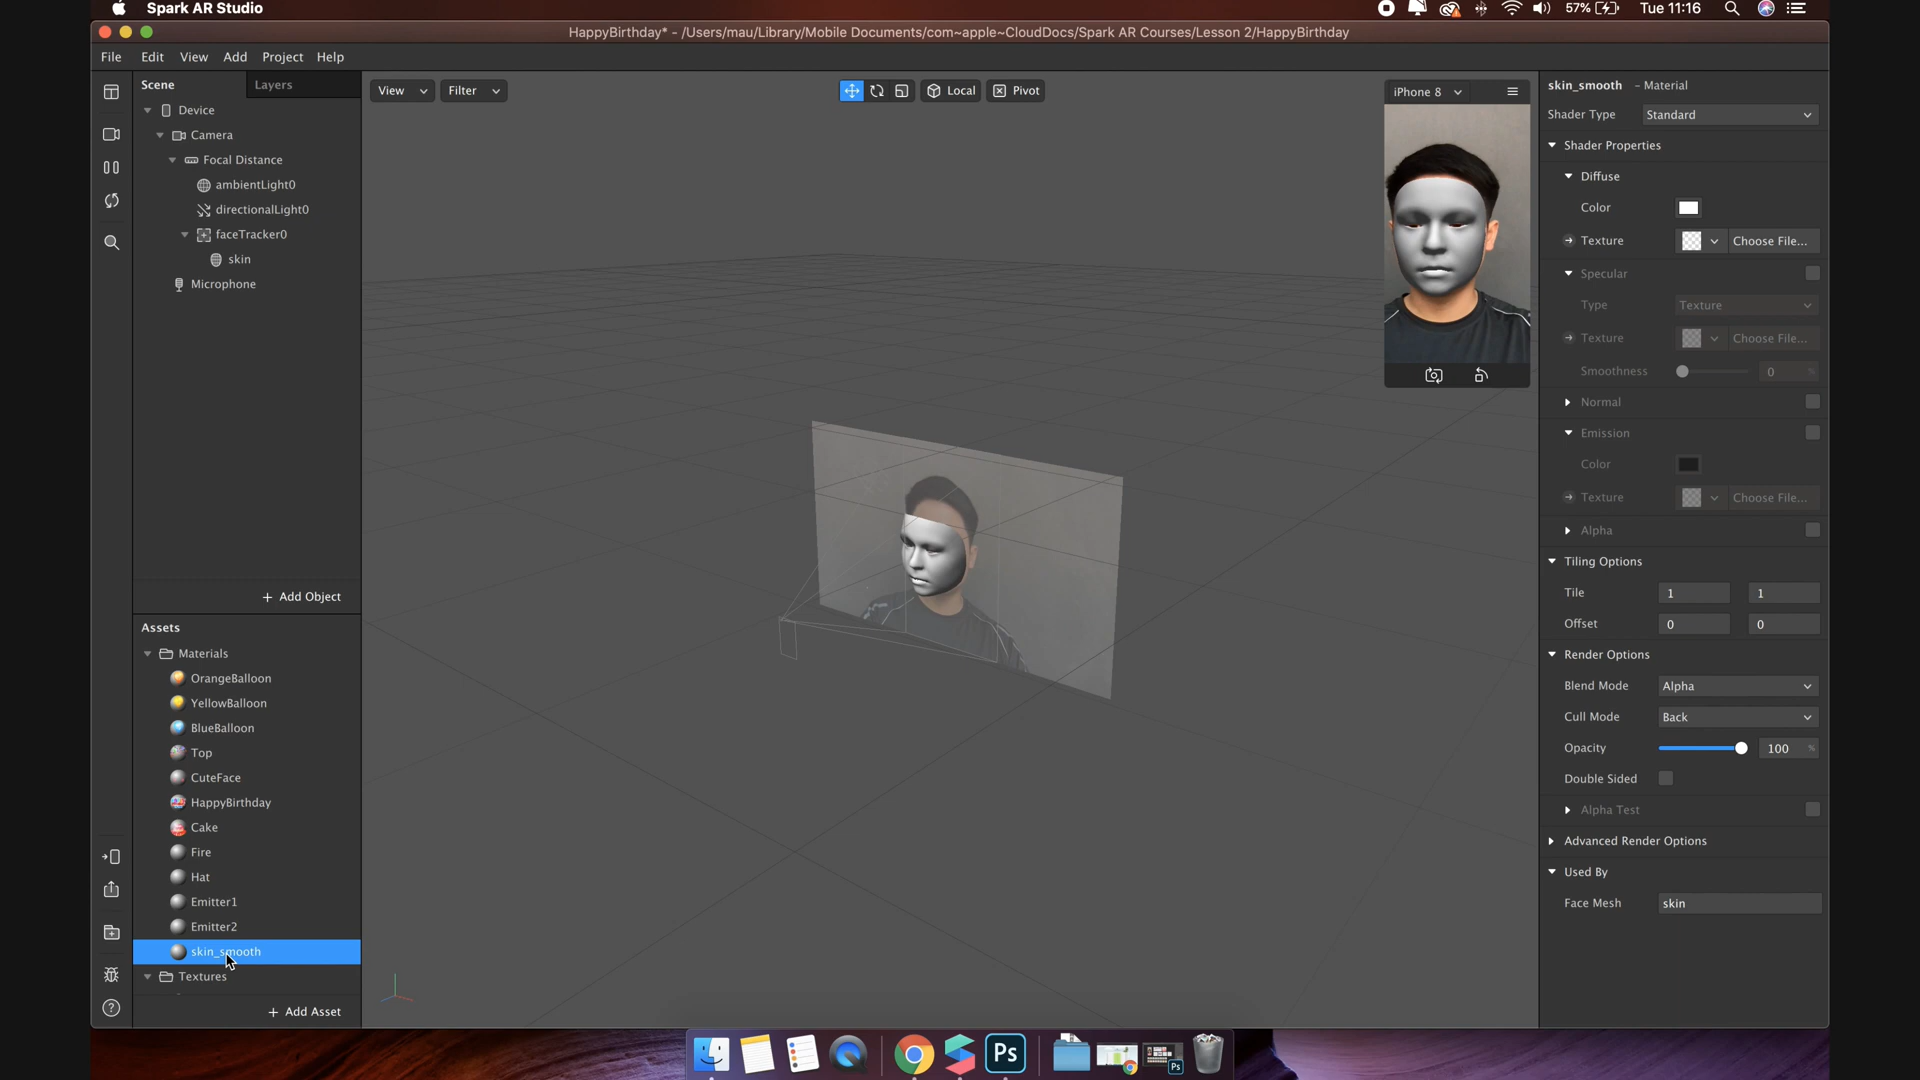 Spark AR Studio
57%
Tue 11:16
HappyBirthday* - /Users/mau/Library/Mobile Documents/com~apple~CloudDocs/Spark AR Courses/Lesson 2/HappyBirthday
File Edit View Add Project Help
Scene
Layers
Device
Camera
Focal Distance
ambientLight0
directionalLight0
faceTracker0
skin
Microphone
+ Add Object
Assets
Materials
OrangeBalloon
YellowBalloon
BlueBalloon
Top
CuteFace
HappyBirthday
Cake
Fire
Hat
Emitter1
Emitter2
skin_smooth
Textures
+ Add Asset
View
Filter
Local
Pivot
iPhone 8
skin_smooth - Material
Shader Type Standard
Shader Properties
Diffuse
Color
Texture Choose File...
Specular
Type Texture
Texture Choose File...
Smoothness 0 %
Normal
Emission
Color
Texture Choose File...
Alpha
Tiling Options
Tile 1 1
Offset 0 0
Render Options
Blend Mode Alpha
Cull Mode Back
Opacity 100 %
Double Sided
Alpha Test
Advanced Render Options
Used By
Face Mesh skin
Ps
Ps